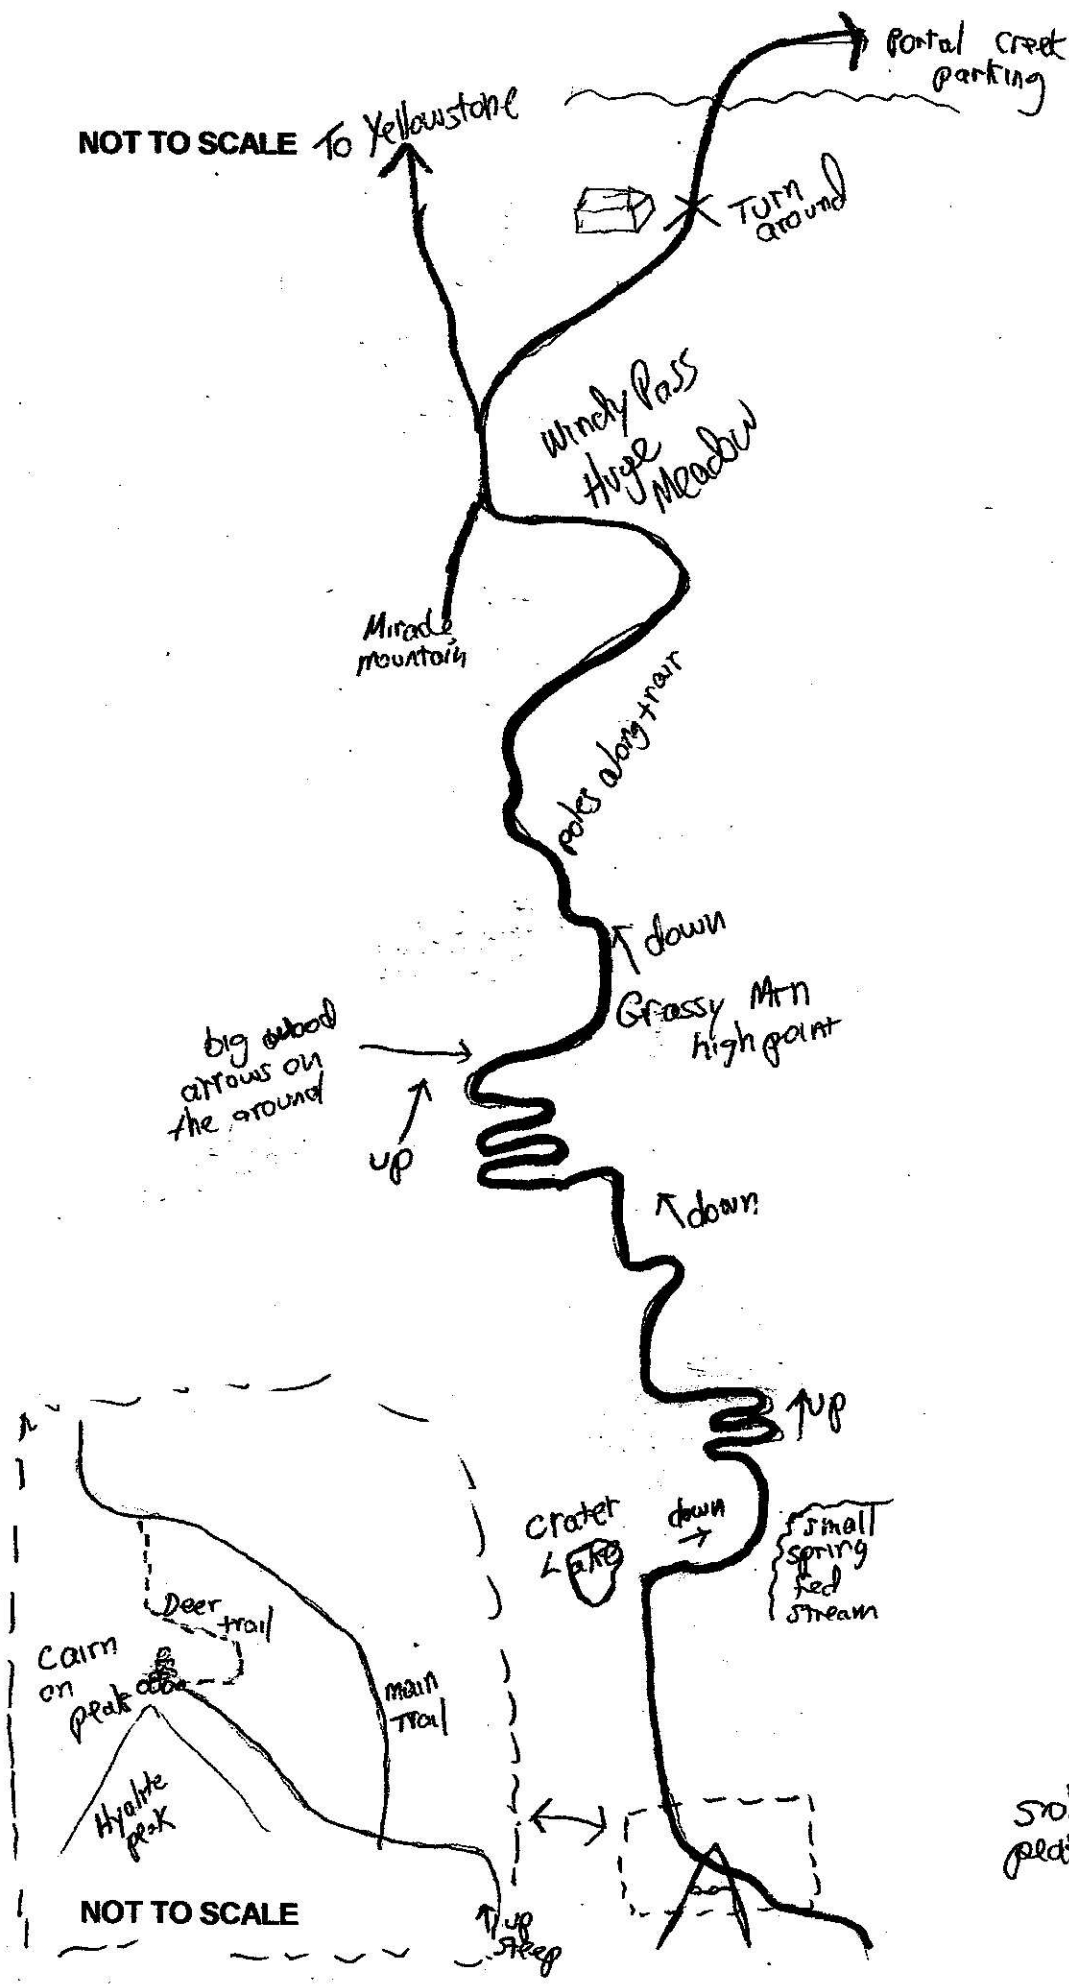 Portal Creek
parking
NOT TO SCALE
To Yellowstone
Turn
around
Windy Pass
Huge
Meadow
Miracle
mountain
poles along trail
down
Grassy Mtn
high point
big wood
arrows on
the ground
up
down
up
Crater
Lake
down
small
spring
fed
stream
Deer
trail
Cairn
on
peak
main
Trail
Hyalite
peak
NOT TO SCALE
up
steep